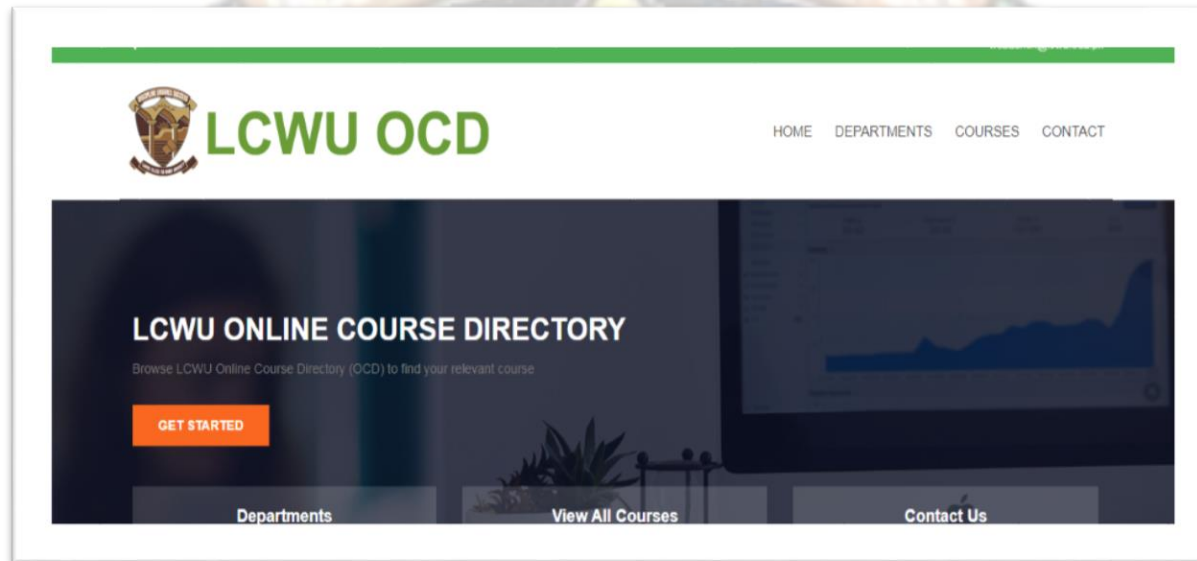 LCWU OCD
HOME DEPARTMENTS COURSES CONTACT
LCWU ONLINE COURSE DIRECTORY
Browse LCWU Online Course Directory (OCD) to find your relevant course
GET STARTED
Departments View All Courses Contact Us